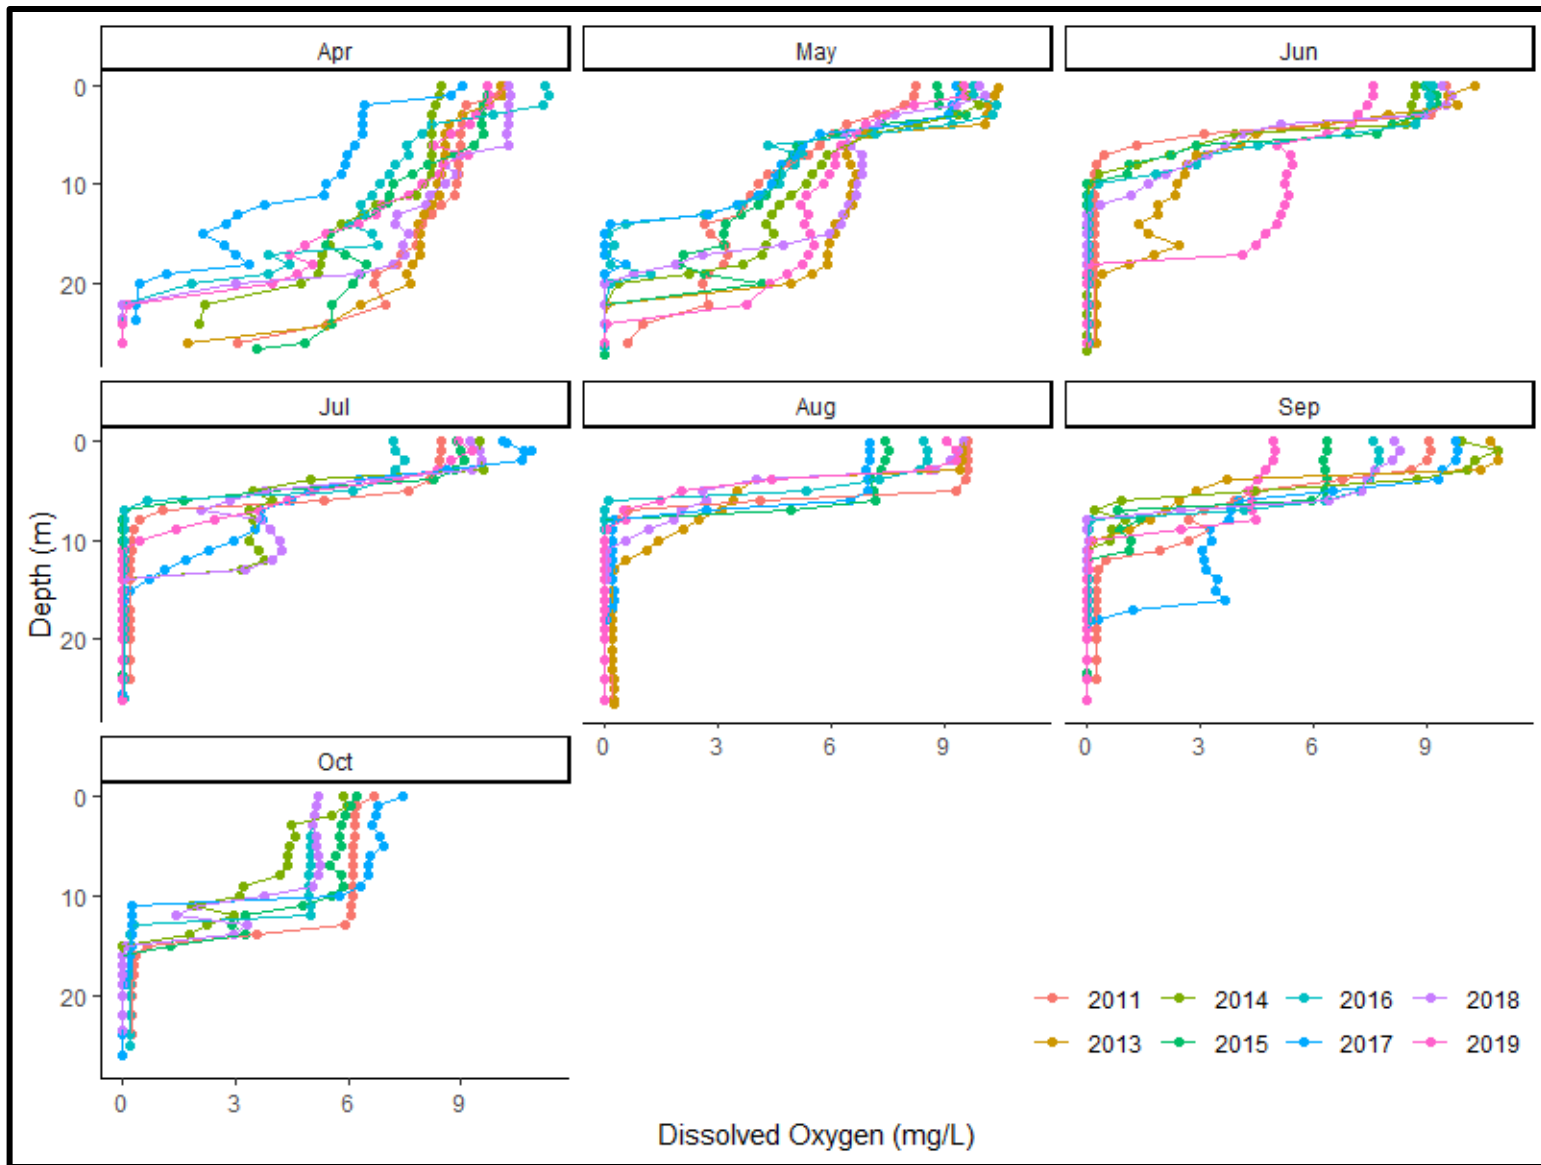 Apr May Jun
0
10
20
Jul Aug Sep
0
10
20
0 3 6 9 0 3 6 9
Oct
0
10
20
0 3 6 9
Depth (m)
Dissolved Oxygen (mg/L)
2011 2014 2016 2018
2013 2015 2017 2019